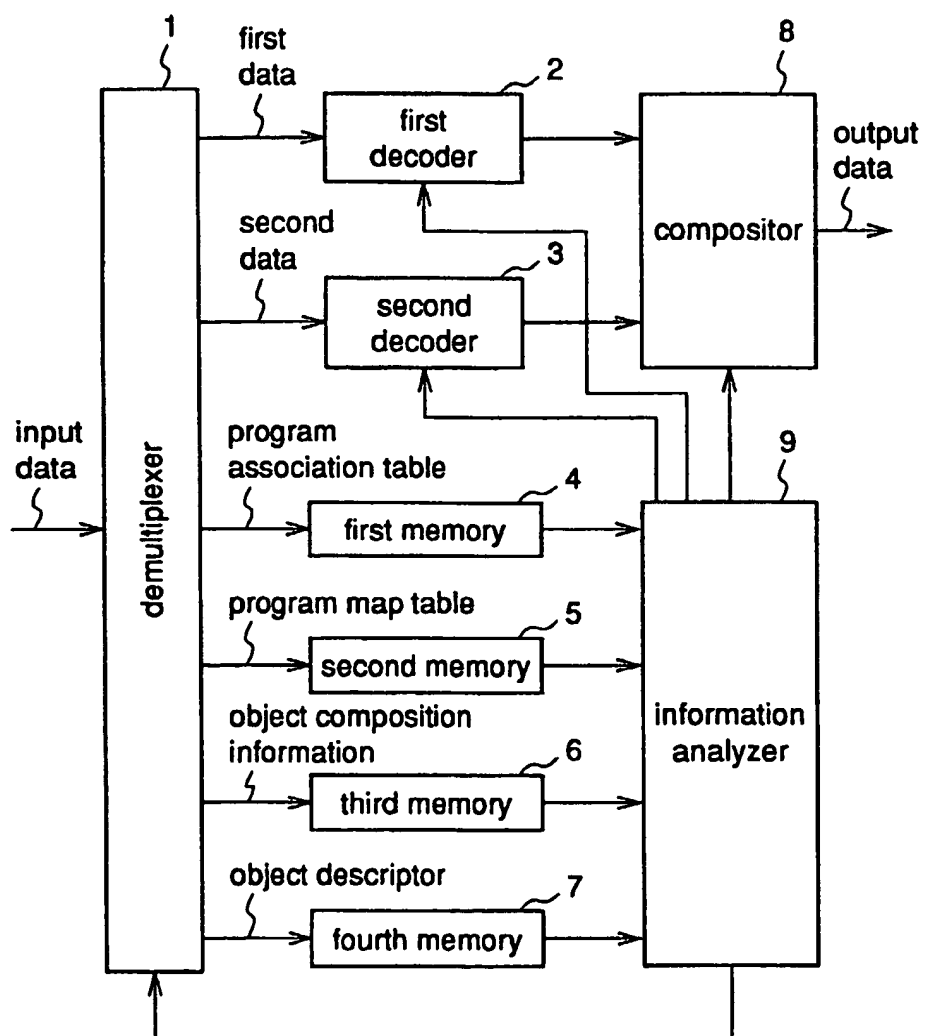 1
first
data
2
first
decoder
8
compositor
output
data
second
data
3
second
decoder
input
data
demultiplexer
program
association table
4
first memory
9
information
analyzer
program map table
5
second memory
object composition
information
6
third memory
object descriptor
7
fourth memory